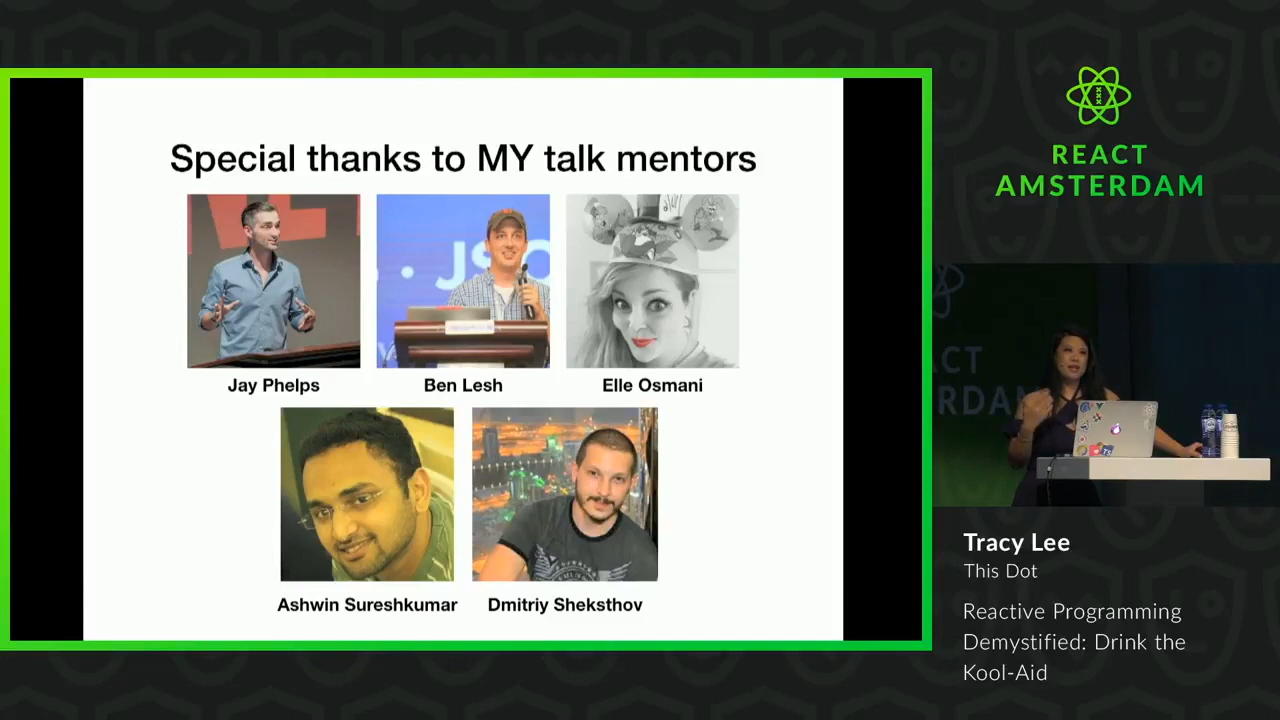 Special thanks to MY talk mentors
Jay Phelps
Ben Lesh
Elle Osmani
Ashwin Sureshkumar
Dmitriy Sheksthov
REACT
AMSTERDAM
Tracy Lee
This Dot
Reactive Programming
Demystified: Drink the
Kool-Aid